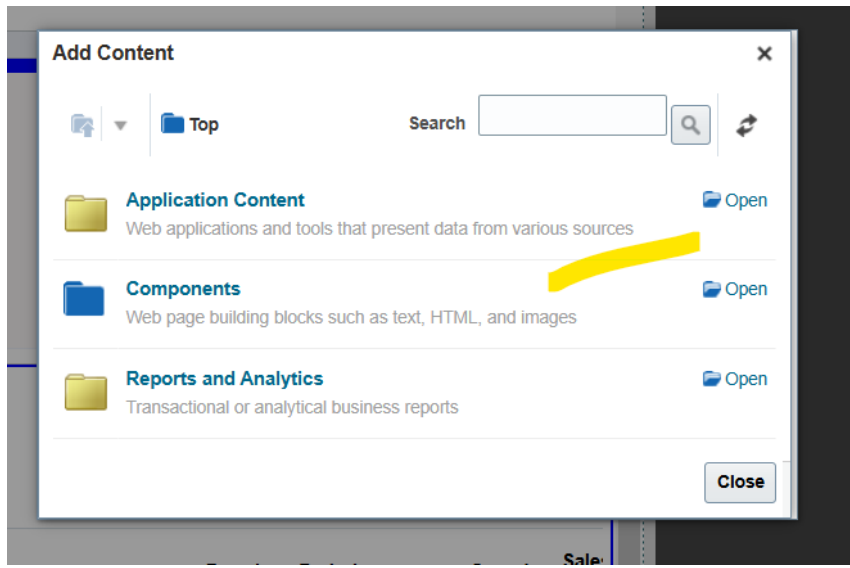 Add Content
Top
Search
Application Content
Open
Web applications and tools that present data from various sources
Components
Open
Web page building blocks such as text, HTML, and images
Reports and Analytics
Open
Transactional or analytical business reports
Close